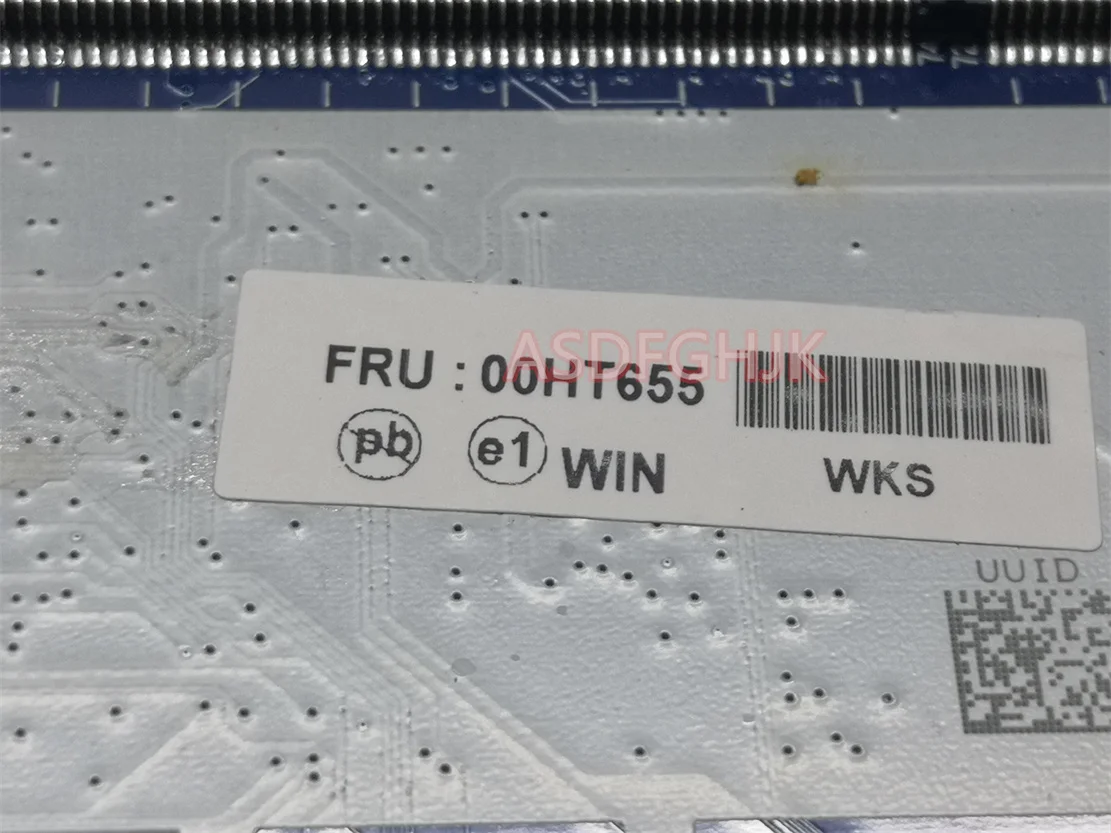 ASDFGHJK
FRU : 00HT655
pb e1 WIN WKS
UUID